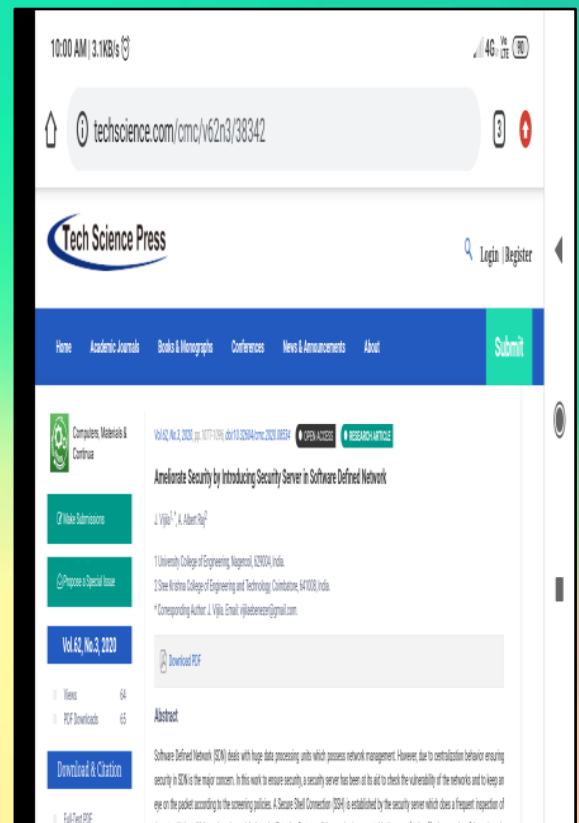 10:00 AM | 3.1KB/s
4G Vo LTE 90
techscience.com/cmc/v62n3/38342
3
Tech Science Press
Login | Register
Home Academic Journals Books & Monographs Conferences News & Announcements About Submit
Computers, Materials & Continua
Make Submissions
Propose a Special Issue
Vol.62, No.3, 2020
Views 64
PDF Downloads 65
Download & Citation
Full-Text PDF
Vol.62, No.3, 2020, pp. 1077-1096, doi:10.32604/cmc.2020.08534 OPEN ACCESS RESEARCH ARTICLE
Ameliorate Security by Introducing Security Server in Software Defined Network
J. Vijila1, *, A. Albert Raj2
1 University College of Engineering, Nagercoil, 629004, India.
2 Sree Krishna College of Engineering and Technology, Coimbatore, 641008, India.
* Corresponding Author: J. Vijila. Email: vijilaebenezer@gmail.com.
Download PDF
Abstract
Software Defined Network (SDN) deals with huge data processing units which possess network management. However, due to centralization behavior ensuring
security in SDN is the major concern. In this work to ensure security, a security server has been at its aid to check the vulnerability of the networks and to keep an
eye on the packet according to the screening policies. A Secure Shell Connection (SSH) is established by the security server which does a frequent inspection of